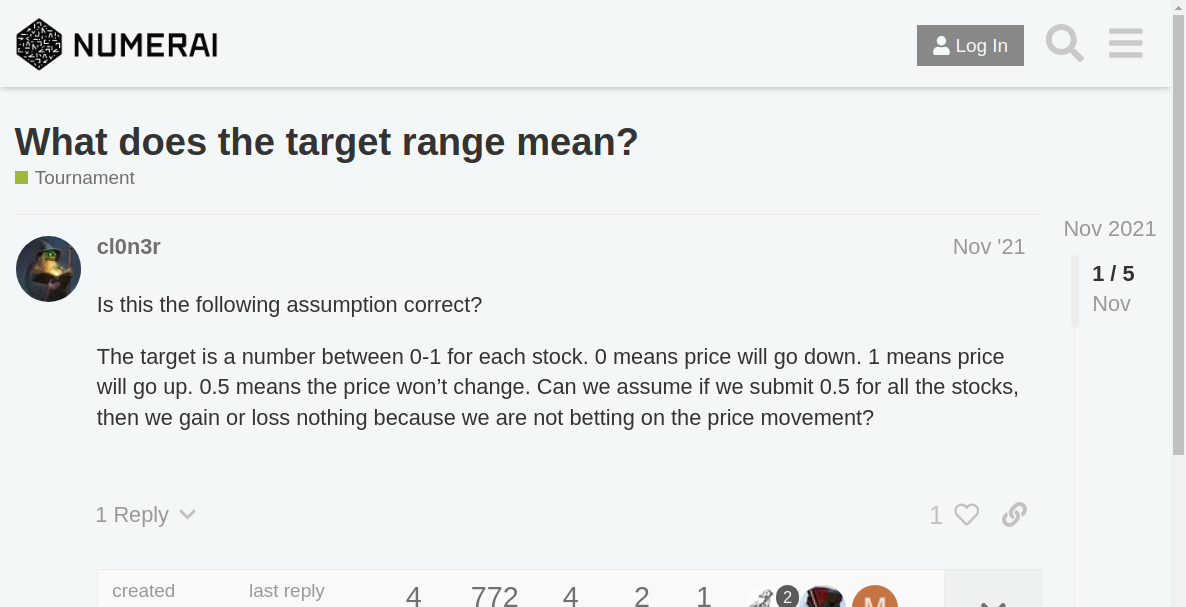 NUMERAI
Log In
What does the target range mean?
Tournament
cl0n3r
Nov '21
Nov 2021
1 / 5
Nov
Is this the following assumption correct?
The target is a number between 0-1 for each stock. 0 means price will go down. 1 means price
will go up. 0.5 means the price won’t change. Can we assume if we submit 0.5 for all the stocks,
then we gain or loss nothing because we are not betting on the price movement?
1 Reply
1
created
last reply
4
772
4
2
1
2
M